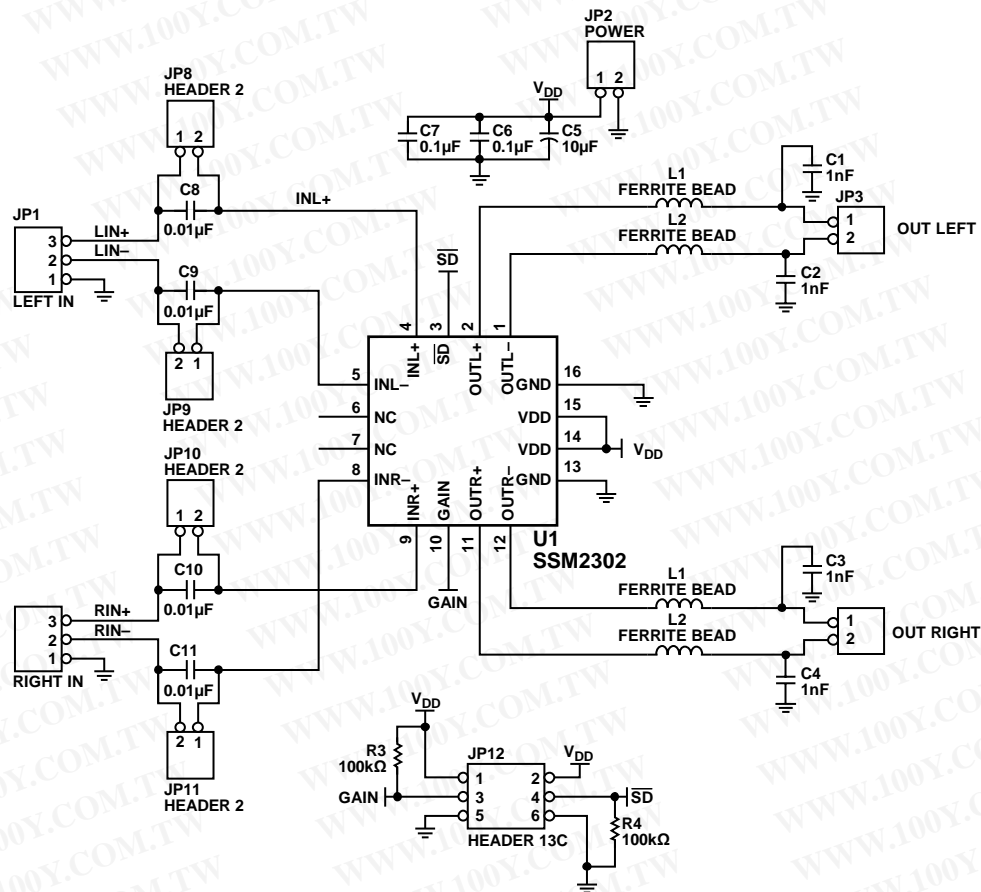 WWW.100Y.COM.TW
JP2
POWER
1 2
VDD
C7
0.1µF
C6
0.1µF
C5
10µF
JP8
HEADER 2
1 2
C8
0.01µF
INL+
JP1
3
2
1
LIN+
LIN–
LEFT IN
C9
0.01µF
2 1
JP9
HEADER 2
L1
FERRITE BEAD
L2
FERRITE BEAD
C1
1nF
JP3
1
2
OUT LEFT
C2
1nF
SD
4
3
2
1
INL+
SD
OUTL+
OUTL–
5
INL–
6
NC
7
NC
8
INR–
16
GND
15
VDD
14
VDD
13
GND
VDD
INR+
GAIN
OUTR+
OUTR–
9
10
11
12
U1
SSM2302
GAIN
JP10
HEADER 2
1 2
C10
0.01µF
3
2
1
RIN+
RIN–
RIGHT IN
C11
0.01µF
2 1
JP11
HEADER 2
L1
FERRITE BEAD
L2
FERRITE BEAD
C3
1nF
1
2
OUT RIGHT
C4
1nF
VDD
R3
100kΩ
GAIN
JP12
1 2
3 4
5 6
HEADER 13C
VDD
SD
R4
100kΩ